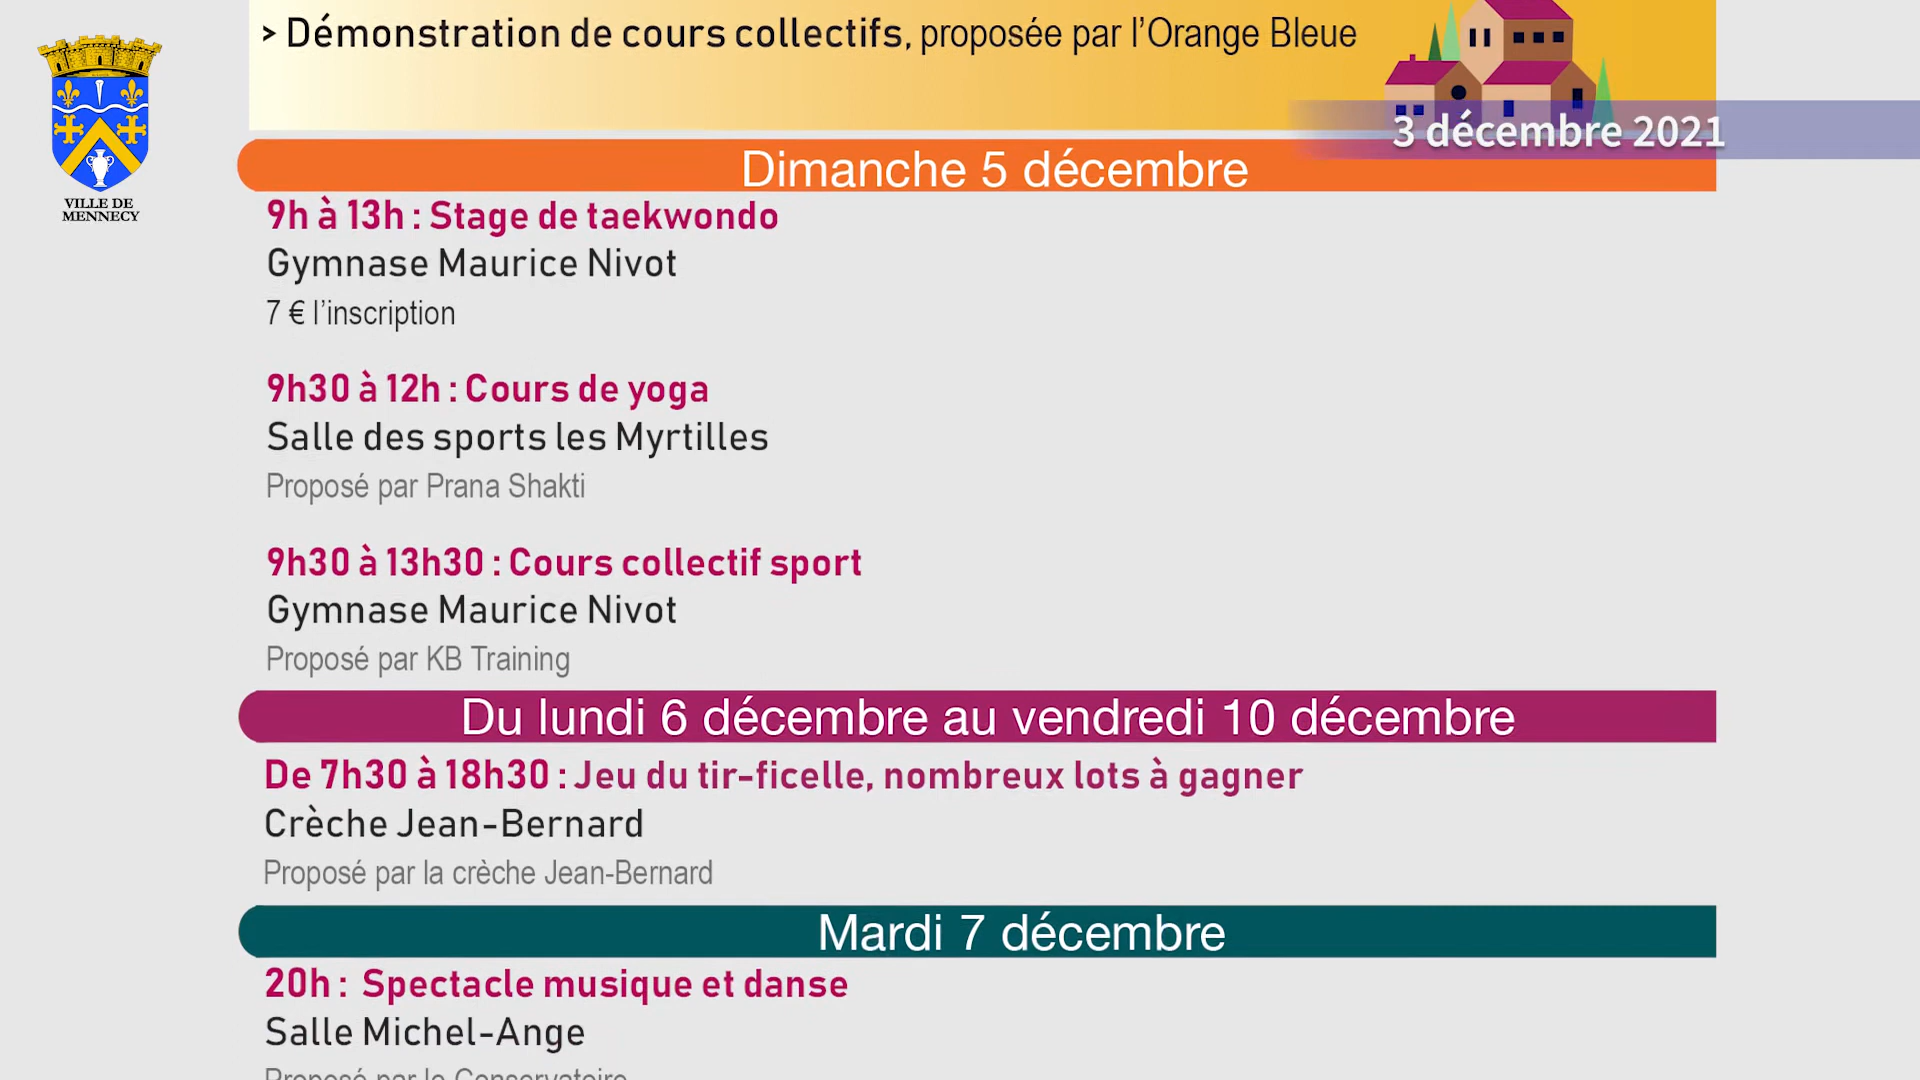 > Démonstration de cours collectifs, proposée par l’Orange Bleue
VILLE DE
MENNECY
3 décembre 2021
Dimanche 5 décembre
9h à 13h : Stage de taekwondo
Gymnase Maurice Nivot
7 € l’inscription
9h30 à 12h : Cours de yoga
Salle des sports les Myrtilles
Proposé par Prana Shakti
9h30 à 13h30 : Cours collectif sport
Gymnase Maurice Nivot
Proposé par KB Training
Du lundi 6 décembre au vendredi 10 décembre
De 7h30 à 18h30 : Jeu du tir-ficelle, nombreux lots à gagner
Crèche Jean-Bernard
Proposé par la crèche Jean-Bernard
Mardi 7 décembre
20h : Spectacle musique et danse
Salle Michel-Ange
Proposé par le Conservatoire